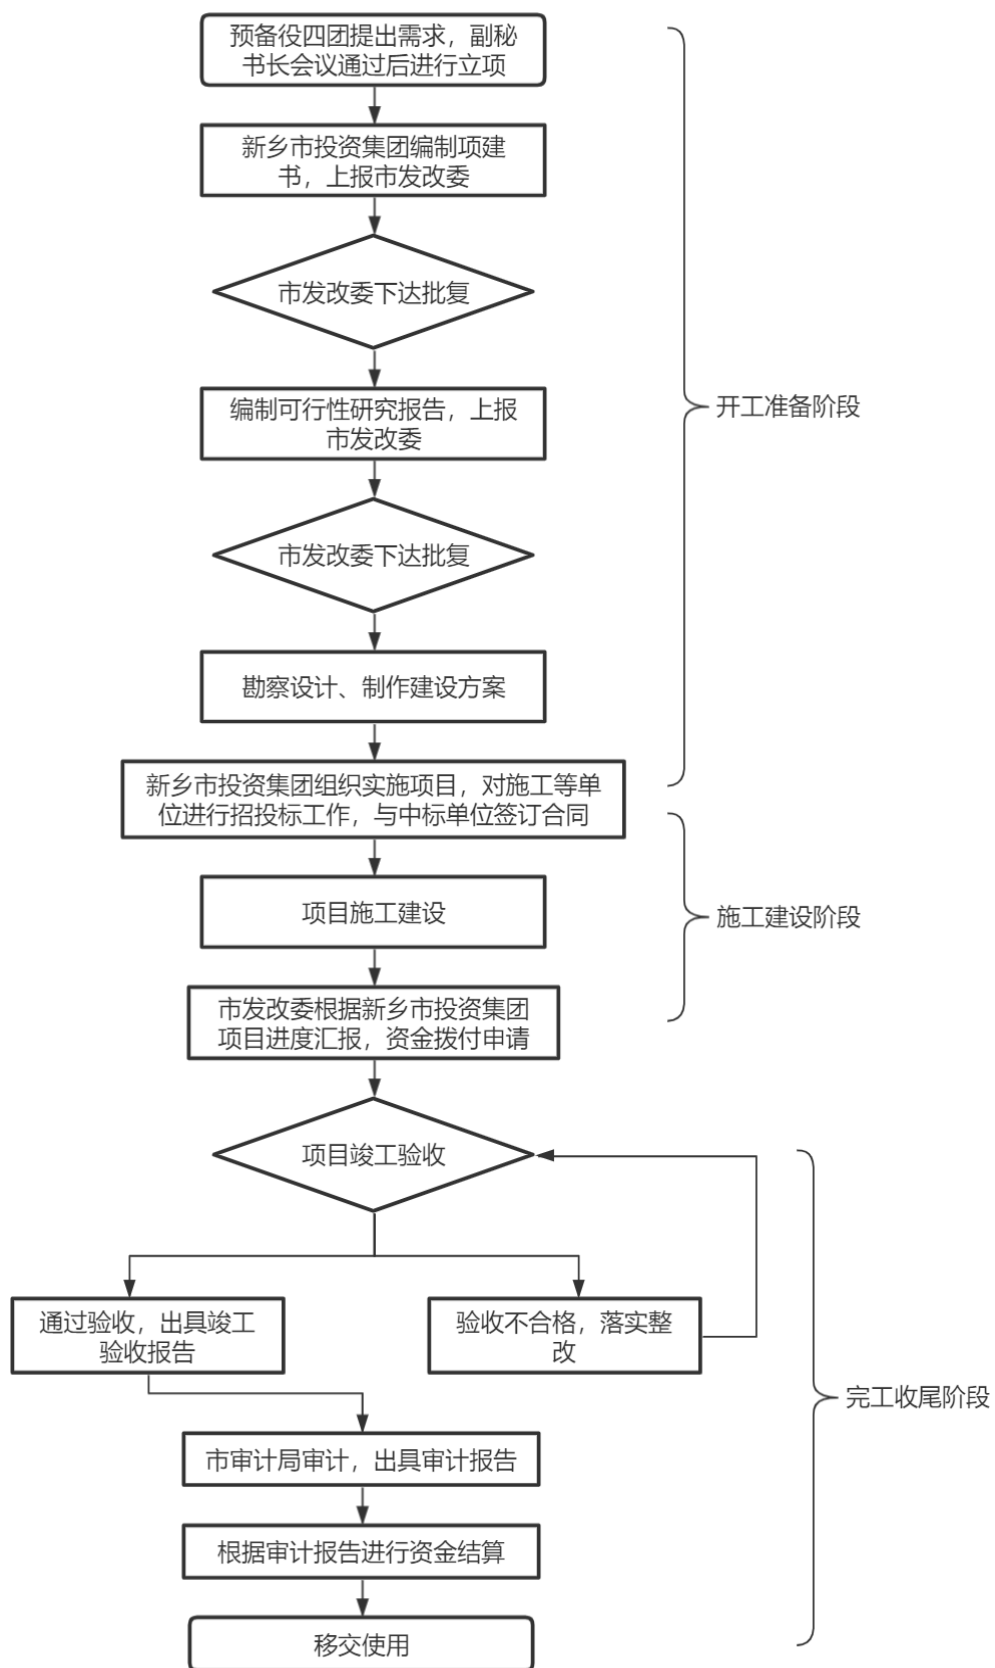 预备役四团提出需求，副秘
书长会议通过后进行立项
新乡市投资集团编制项建
书，上报市发改委
市发改委下达批复
编制可行性研究报告，上报
市发改委
开工准备阶段
市发改委下达批复
勘察设计、制作建设方案
新乡市投资集团组织实施项目，对施工等单
位进行招投标工作，与中标单位签订合同
项目施工建设
施工建设阶段
市发改委根据新乡市投资集团
项目进度汇报，资金拨付申请
项目竣工验收
通过验收，出具竣工
验收报告
验收不合格，落实整
改
完工收尾阶段
市审计局审计，出具审计报告
根据审计报告进行资金结算
移交使用